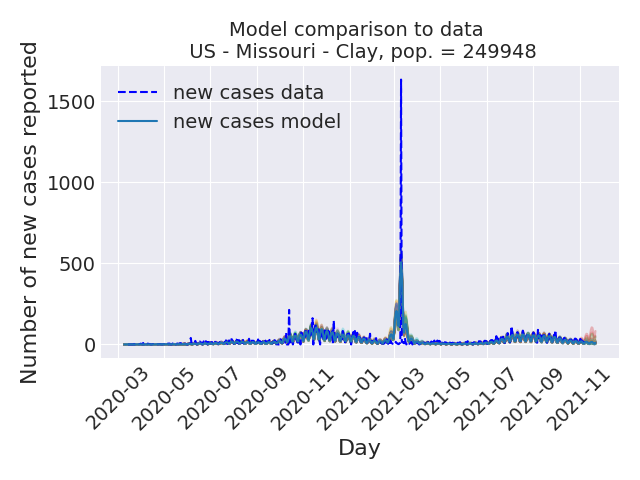 Model comparison to data
US - Missouri - Clay, pop. = 249948
Number of new cases reported
new cases data
new cases model
1500
1000
500
0
2020-03
2020-05
2020-07
2020-09
2020-11
2021-01
2021-03
2021-05
2021-07
2021-09
2021-11
Day